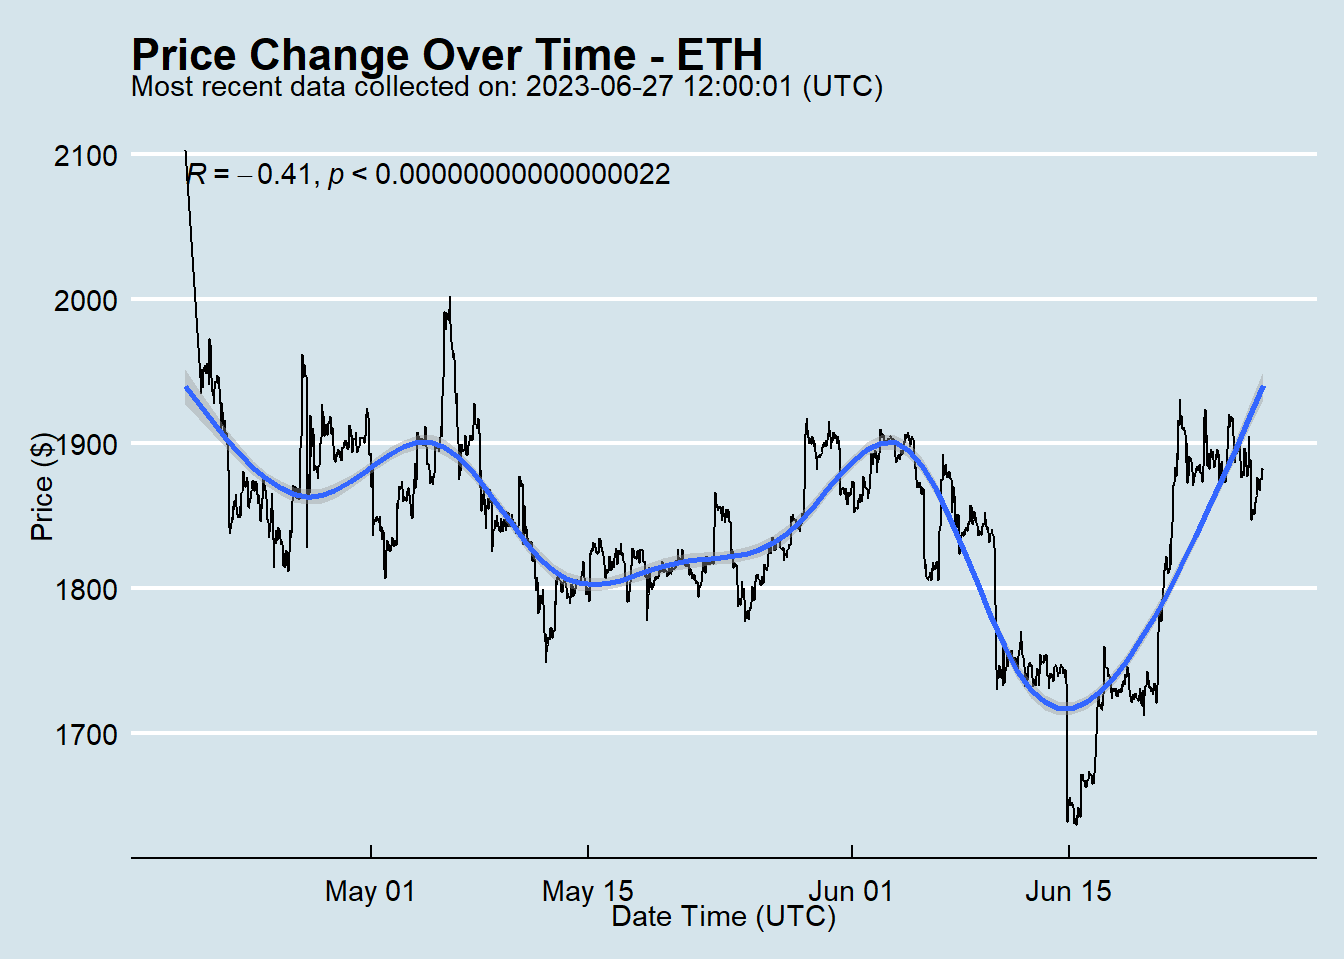 Price Change Over Time - ETH
Most recent data collected on: 2023-06-27 12:00:01 (UTC)
R = −0.41, p < 0.00000000000000022
2100
2000
1900
1800
1700
Price ($)
May 01
May 15
Jun 01
Jun 15
Date Time (UTC)